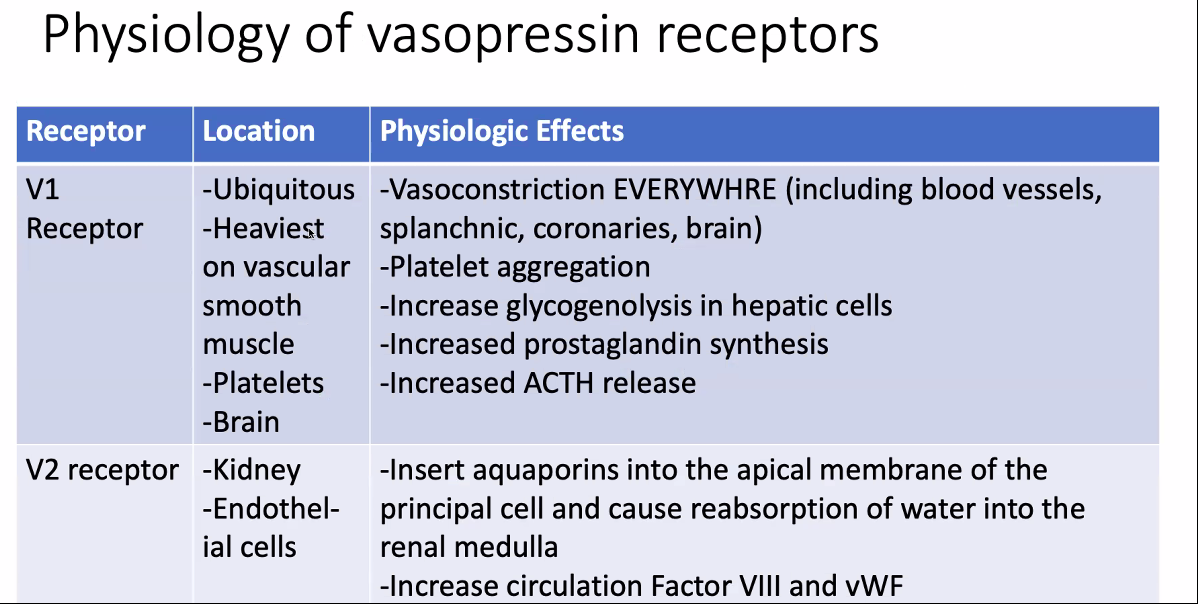 Physiology of vasopressin receptors
Receptor
Location
Physiologic Effects
V1
Receptor
-Ubiquitous
-Heaviest
on vascular
smooth
muscle
-Platelets
-Brain
-Vasoconstriction EVERYWHRE (including blood vessels,
splanchnic, coronaries, brain)
-Platelet aggregation
-Increase glycogenolysis in hepatic cells
-Increased prostaglandin synthesis
-Increased ACTH release
V2 receptor
-Kidney
-Endothel-
ial cells
-Insert aquaporins into the apical membrane of the
principal cell and cause reabsorption of water into the
renal medulla
-Increase circulation Factor VIII and vWF